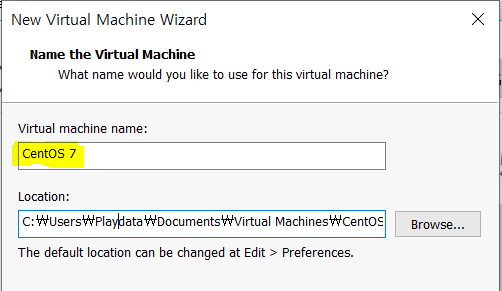 New Virtual Machine Wizard
Name the Virtual Machine
What name would you like to use for this virtual machine?
Virtual machine name:
CentOS 7
Location:
C:₩Users₩Playdata₩Documents₩Virtual Machines₩CentOS
Browse...
The default location can be changed at Edit > Preferences.